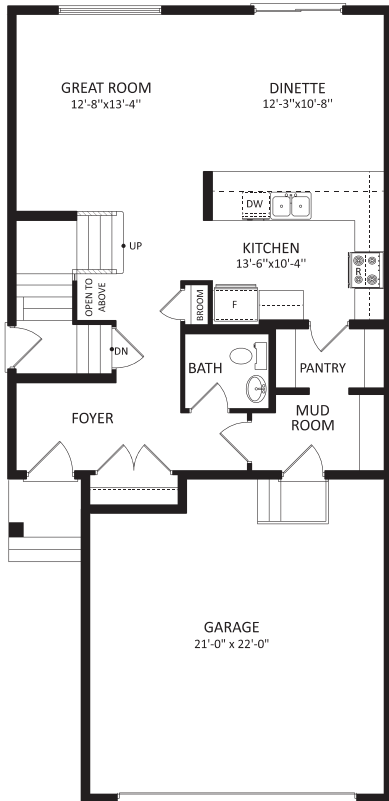 GREAT ROOM
12'-8"x13'-4"
DINETTE
12'-3"x10'-8"
DW
UP
KITCHEN
13'-6"x10'-4"
R
OPEN TO
ABOVE
BROOM
F
DN
BATH
PANTRY
FOYER
MUD
ROOM
GARAGE
21'-0" x 22'-0"